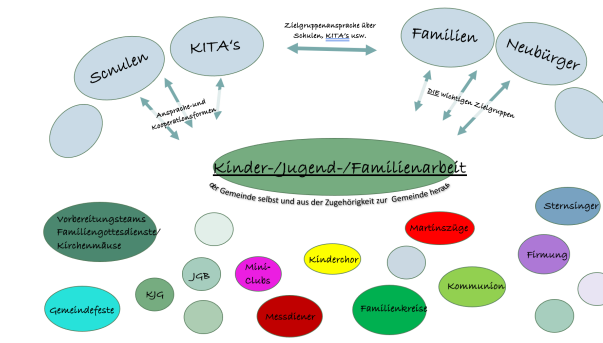 Zielgruppenansprache über
Schulen, KITA's usw.
Schulen
KITA's
Familien
Neubürger
Ansprache-und
Kooperationsformen
DIE wichtigen Zielgruppen
Kinder-/Jugend-/Familienarbeit
der Gemeinde selbst und aus der Zugehörigkeit zur Gemeinde heraus
Vorbereitungsteams
Familiengottesdienste/
Kirchenmäuse
Martinszüge
Sternsinger
Kinderchor
Firmung
JGB
Mini-
Clubs
KJG
Kommunion
Gemeindefeste
Messdiener
Familienkreise